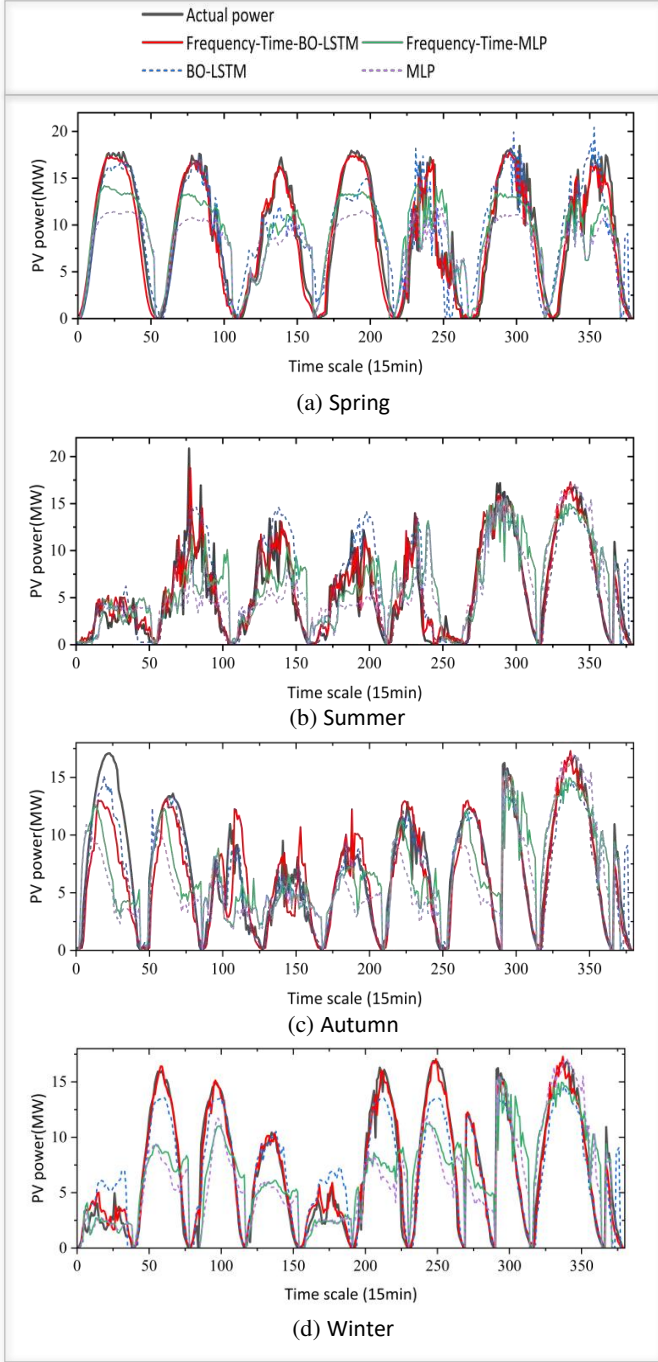 Actual power
Frequency-Time-BO-LSTM Frequency-Time-MLP
BO-LSTM MLP
PV power(MW)
20
15
10
5
0
0 50 100 150 200 250 300 350
Time scale (15min)
(a) Spring
PV power(MW)
20
15
10
5
0
0 50 100 150 200 250 300 350
Time scale (15min)
(b) Summer
PV power(MW)
15
10
5
0
0 50 100 150 200 250 300 350
Time scale (15min)
(c) Autumn
PV power(MW)
15
10
5
0
0 50 100 150 200 250 300 350
Time scale (15min)
(d) Winter